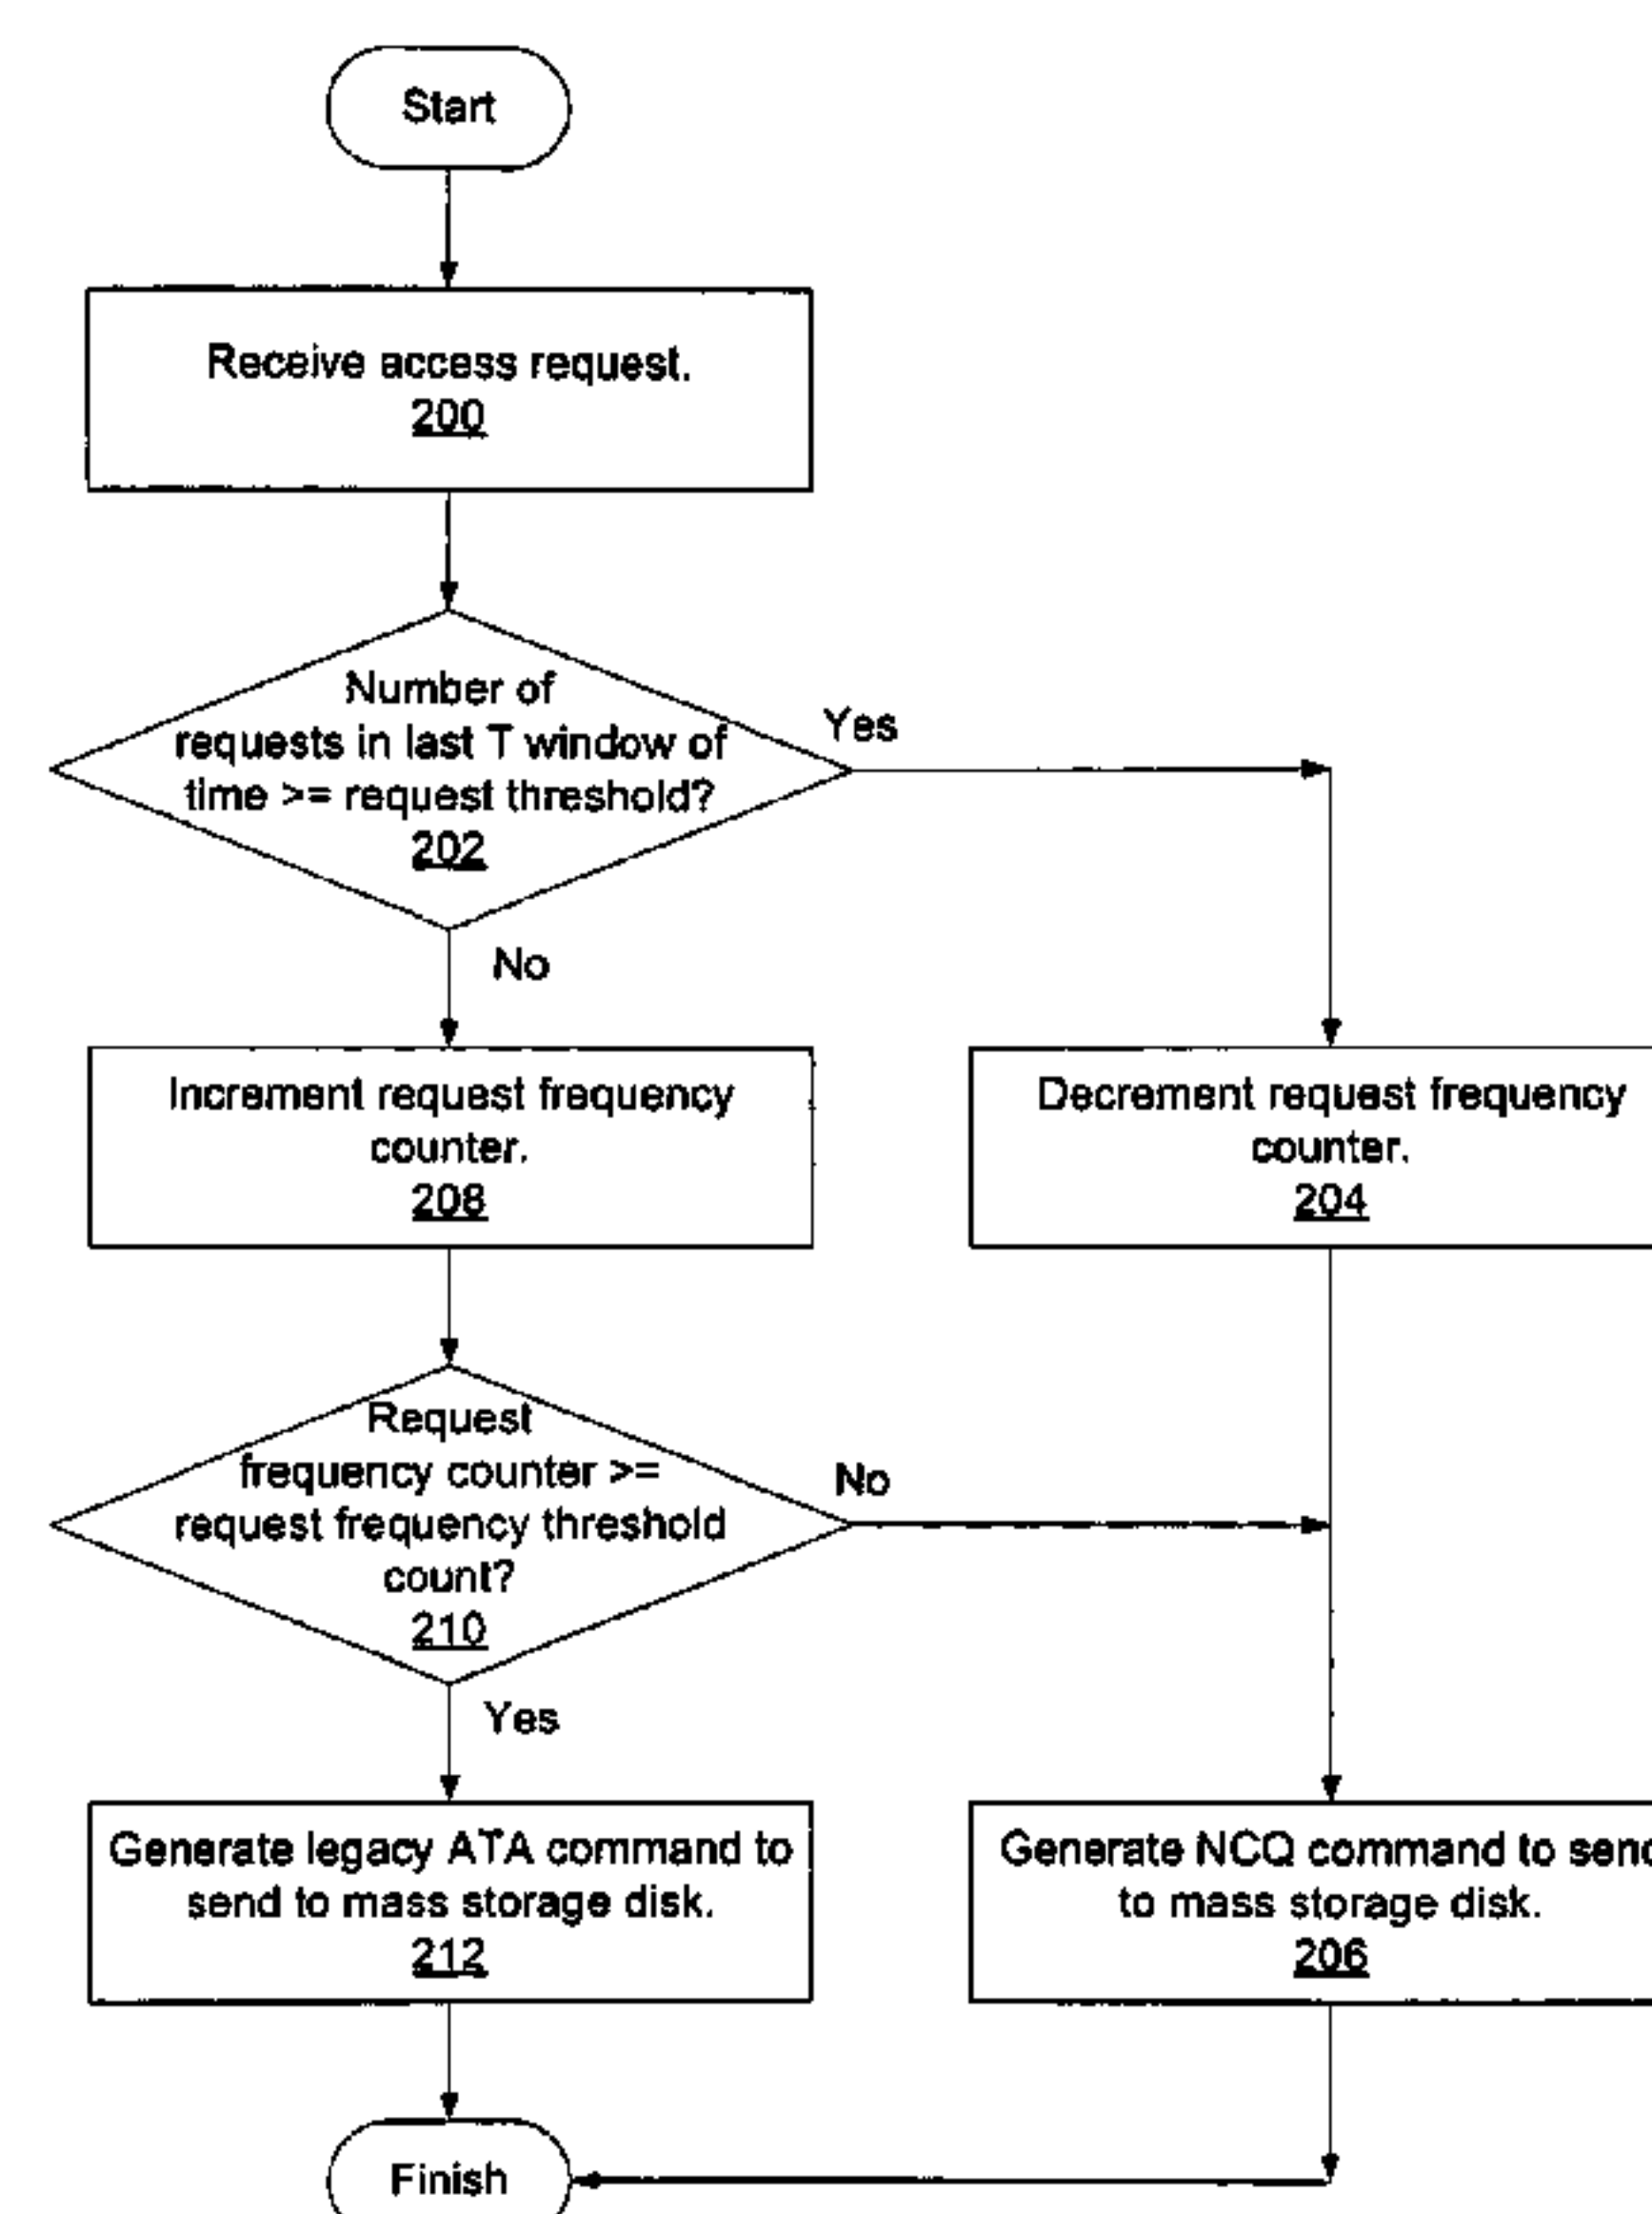 Start
Receive access request.
200
Number of
requests in last T window of
time >= request threshold?
202
Yes
No
Increment request frequency
counter.
208
Decrement request frequency
counter.
204
Request
frequency counter >=
request frequency threshold
count?
210
No
Yes
Generate legacy ATA command to
send to mass storage disk.
212
Generate NCQ command to send
to mass storage disk.
206
Finish